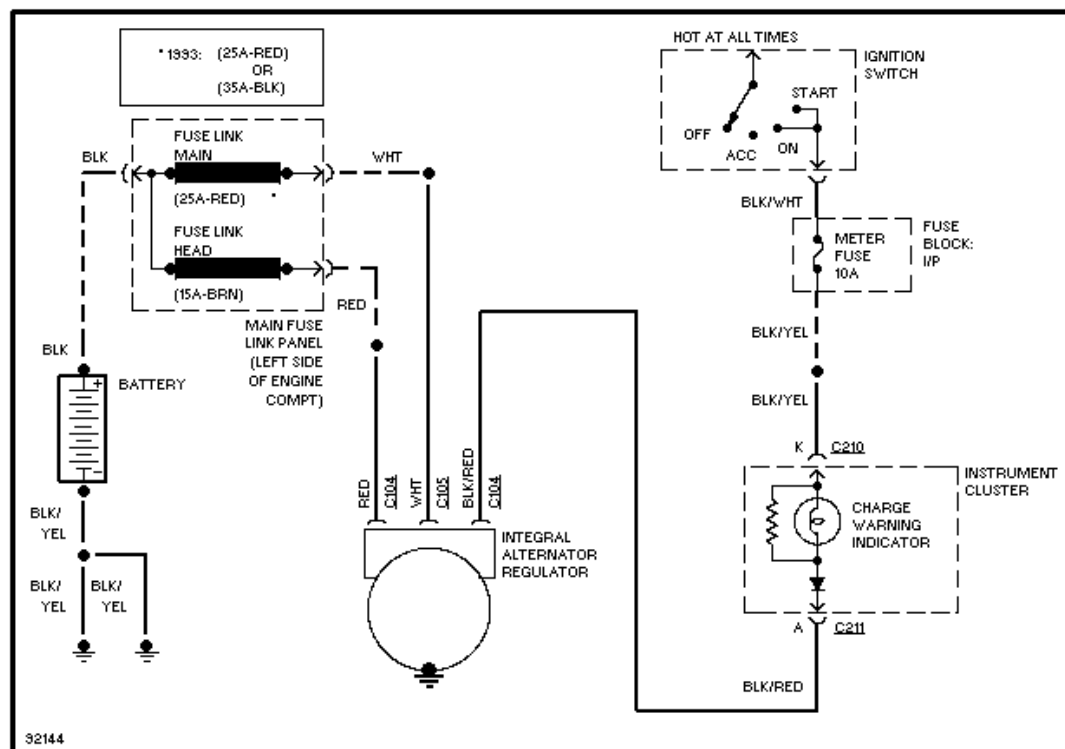 * 1993: (25A-RED)
OR
(35A-BLK)
FUSE LINK
MAIN
(25A-RED) *
FUSE LINK
HEAD
(15A-BRN)
BLK
WHT
RED
MAIN FUSE
LINK PANEL
(LEFT SIDE
OF ENGINE
COMPT)
BLK
BATTERY
+
-
BLK/
YEL
BLK/
YEL
BLK/
YEL
RED
C104
WHT
C105
BLK/RED
C104
INTEGRAL
ALTERNATOR
REGULATOR
HOT AT ALL TIMES
IGNITION
SWITCH
START
OFF
ACC
ON
BLK/WHT
METER
FUSE
10A
FUSE
BLOCK:
I/P
BLK/YEL
BLK/YEL
K C210
INSTRUMENT
CLUSTER
CHARGE
WARNING
INDICATOR
A C211
BLK/RED
92144